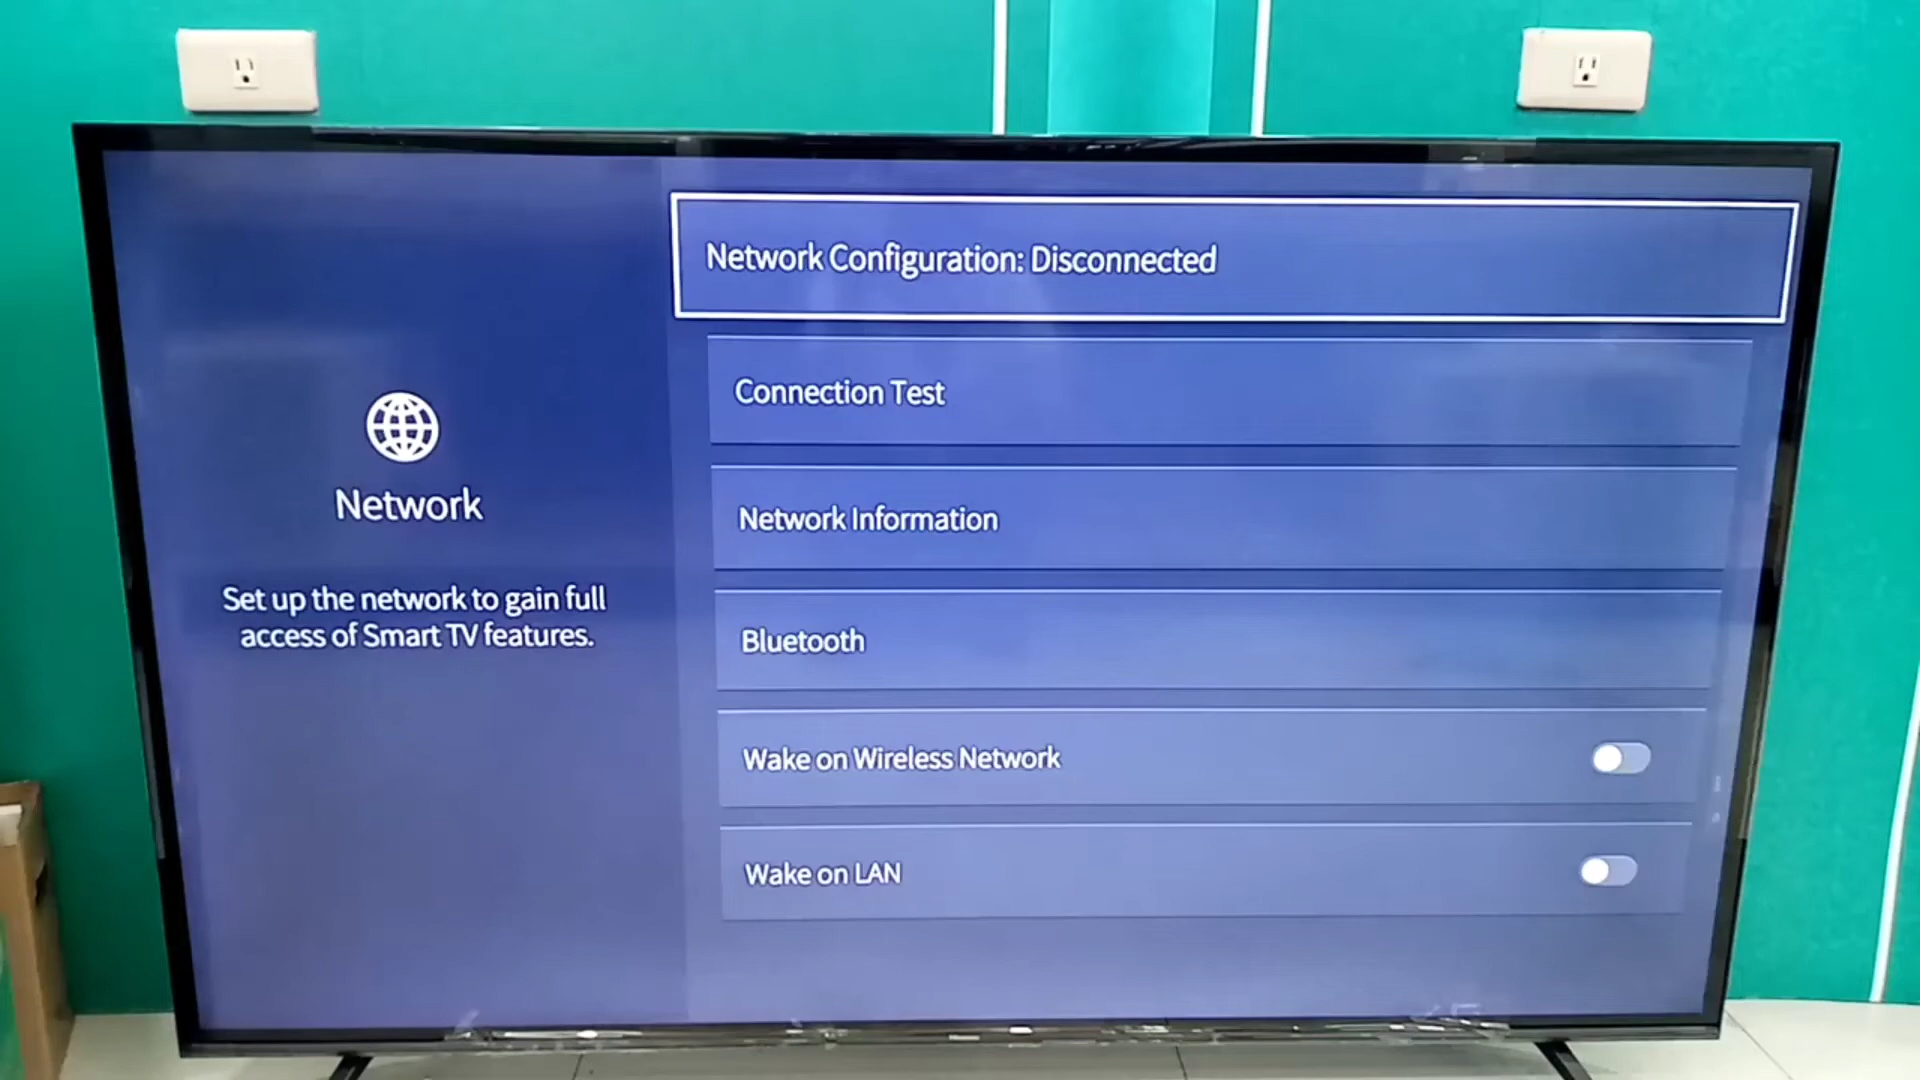 Network Configuration: Disconnected
Connection Test
Network Information
Bluetooth
Wake on Wireless Network
Wake on LAN
Network
Set up the network to gain full
access of Smart TV features.